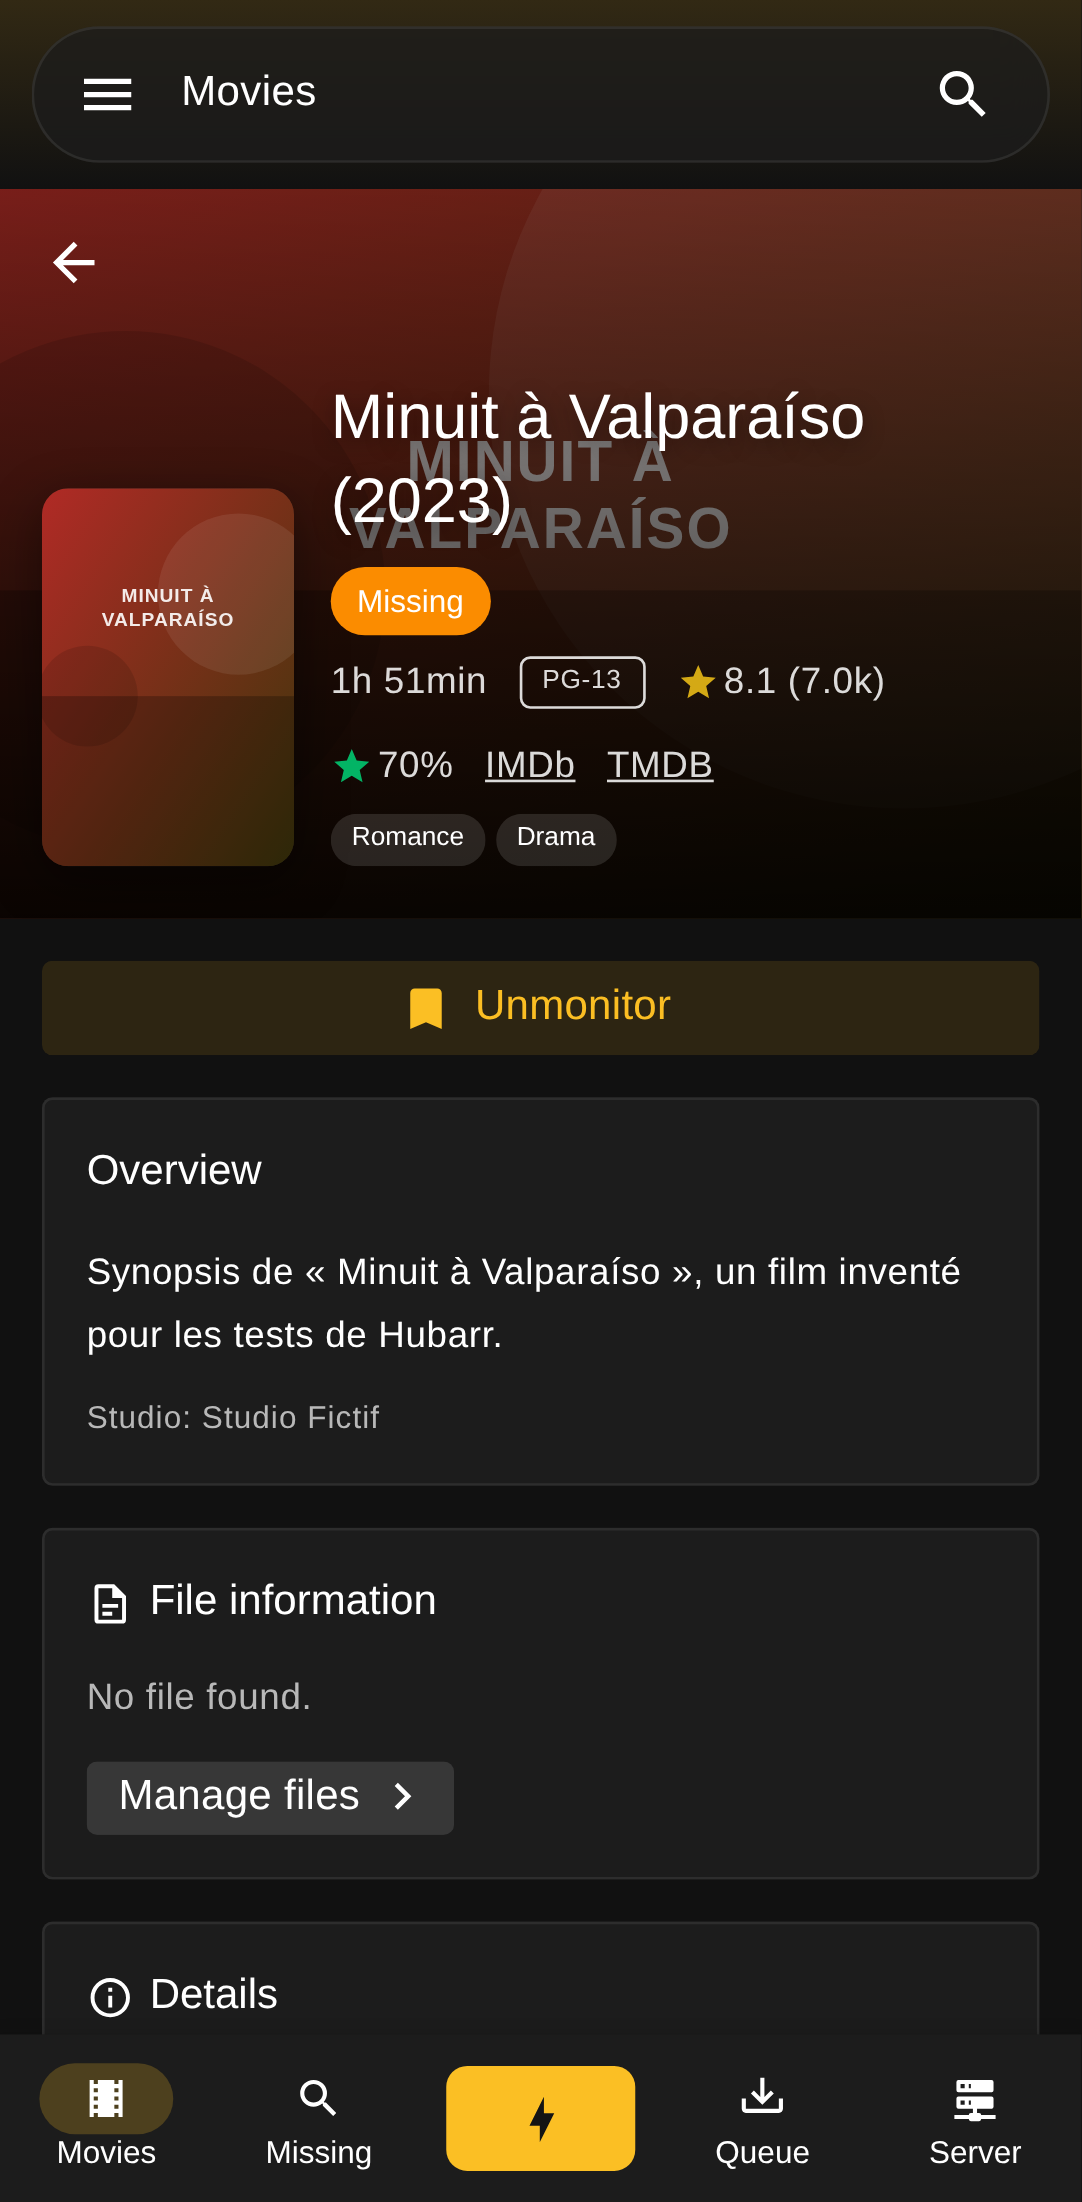 Movies
Minuit à Valparaíso
(2023)
MINUIT À
VALPARAÍSO
MINUIT À
VALPARAÍSO
Missing
1h 51min PG-13 8.1 (7.0k)
70% IMDb TMDB
Romance Drama
Unmonitor
Overview
Synopsis de « Minuit à Valparaíso », un film inventé
pour les tests de Hubarr.
Studio: Studio Fictif
File information
No file found.
Manage files
Details
Movies Missing Queue Server